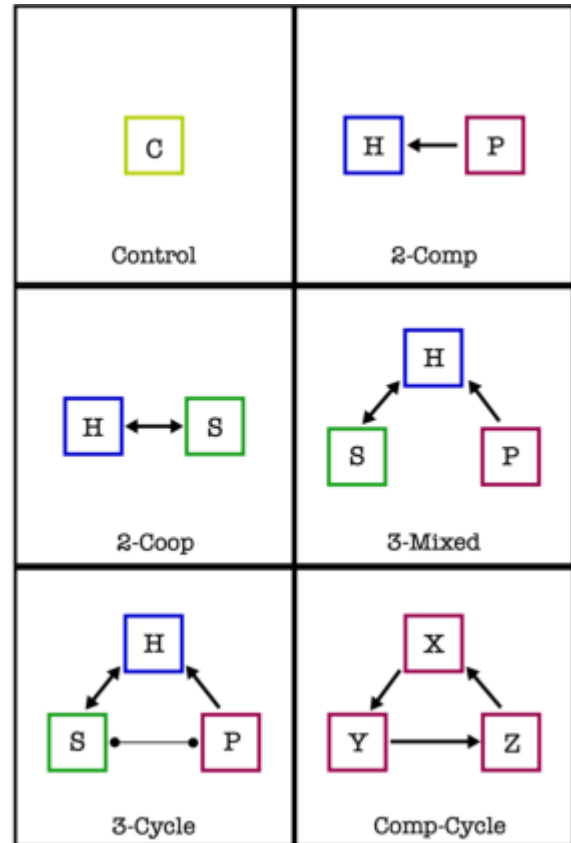 C
Control
H P
2-Comp
H S
2-Coop
H
S P
3-Mixed
H
S P
3-Cycle
X
Y Z
Comp-Cycle